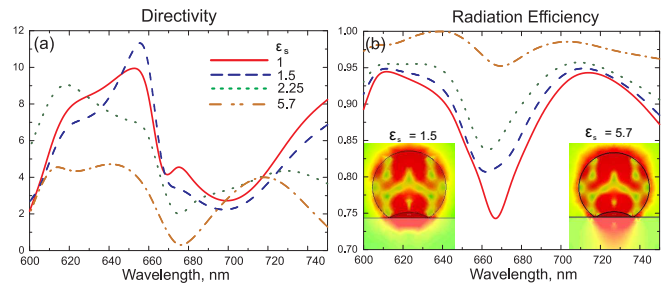 Directivity
(a)
ε_s
1
1.5
2.25
5.7
12
10
8
6
4
2
0
600 620 640 660 680 700 720 740
Wavelength, nm
Radiation Efficiency
(b)
1,00
0,95
0,90
0,85
0,80
0,75
0,70
ε_s = 1.5
ε_s = 5.7
600 620 640 660 680 700 720 740
Wavelength, nm